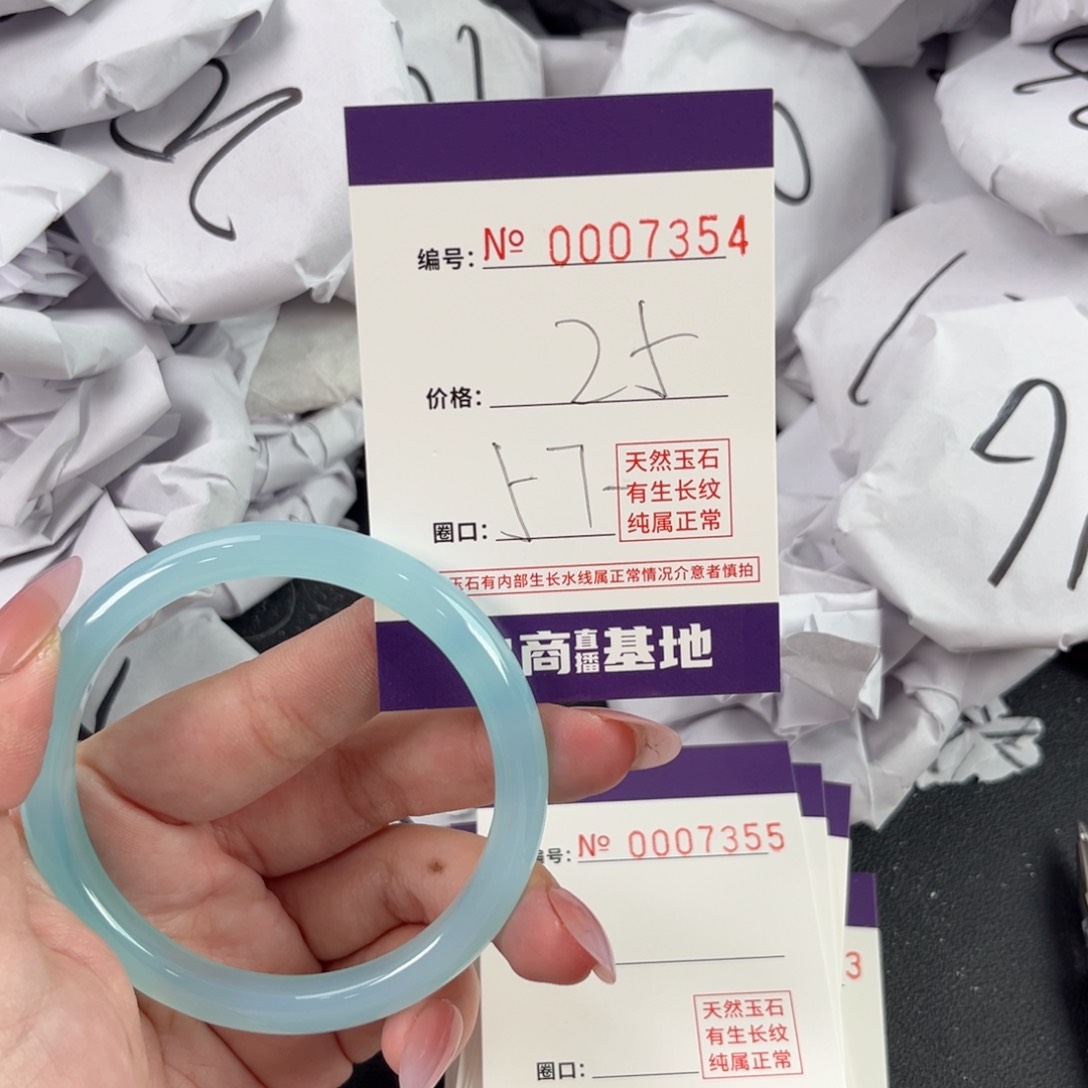 编号: № 0007354
价格: 25
圈口: 57
天然玉石
有生长纹
纯属正常
玉石有内部生长水线属正常情况介意者慎拍
商直播基地
编号: № 0007355
天然玉石
有生长纹
纯属正常
圈口:
3